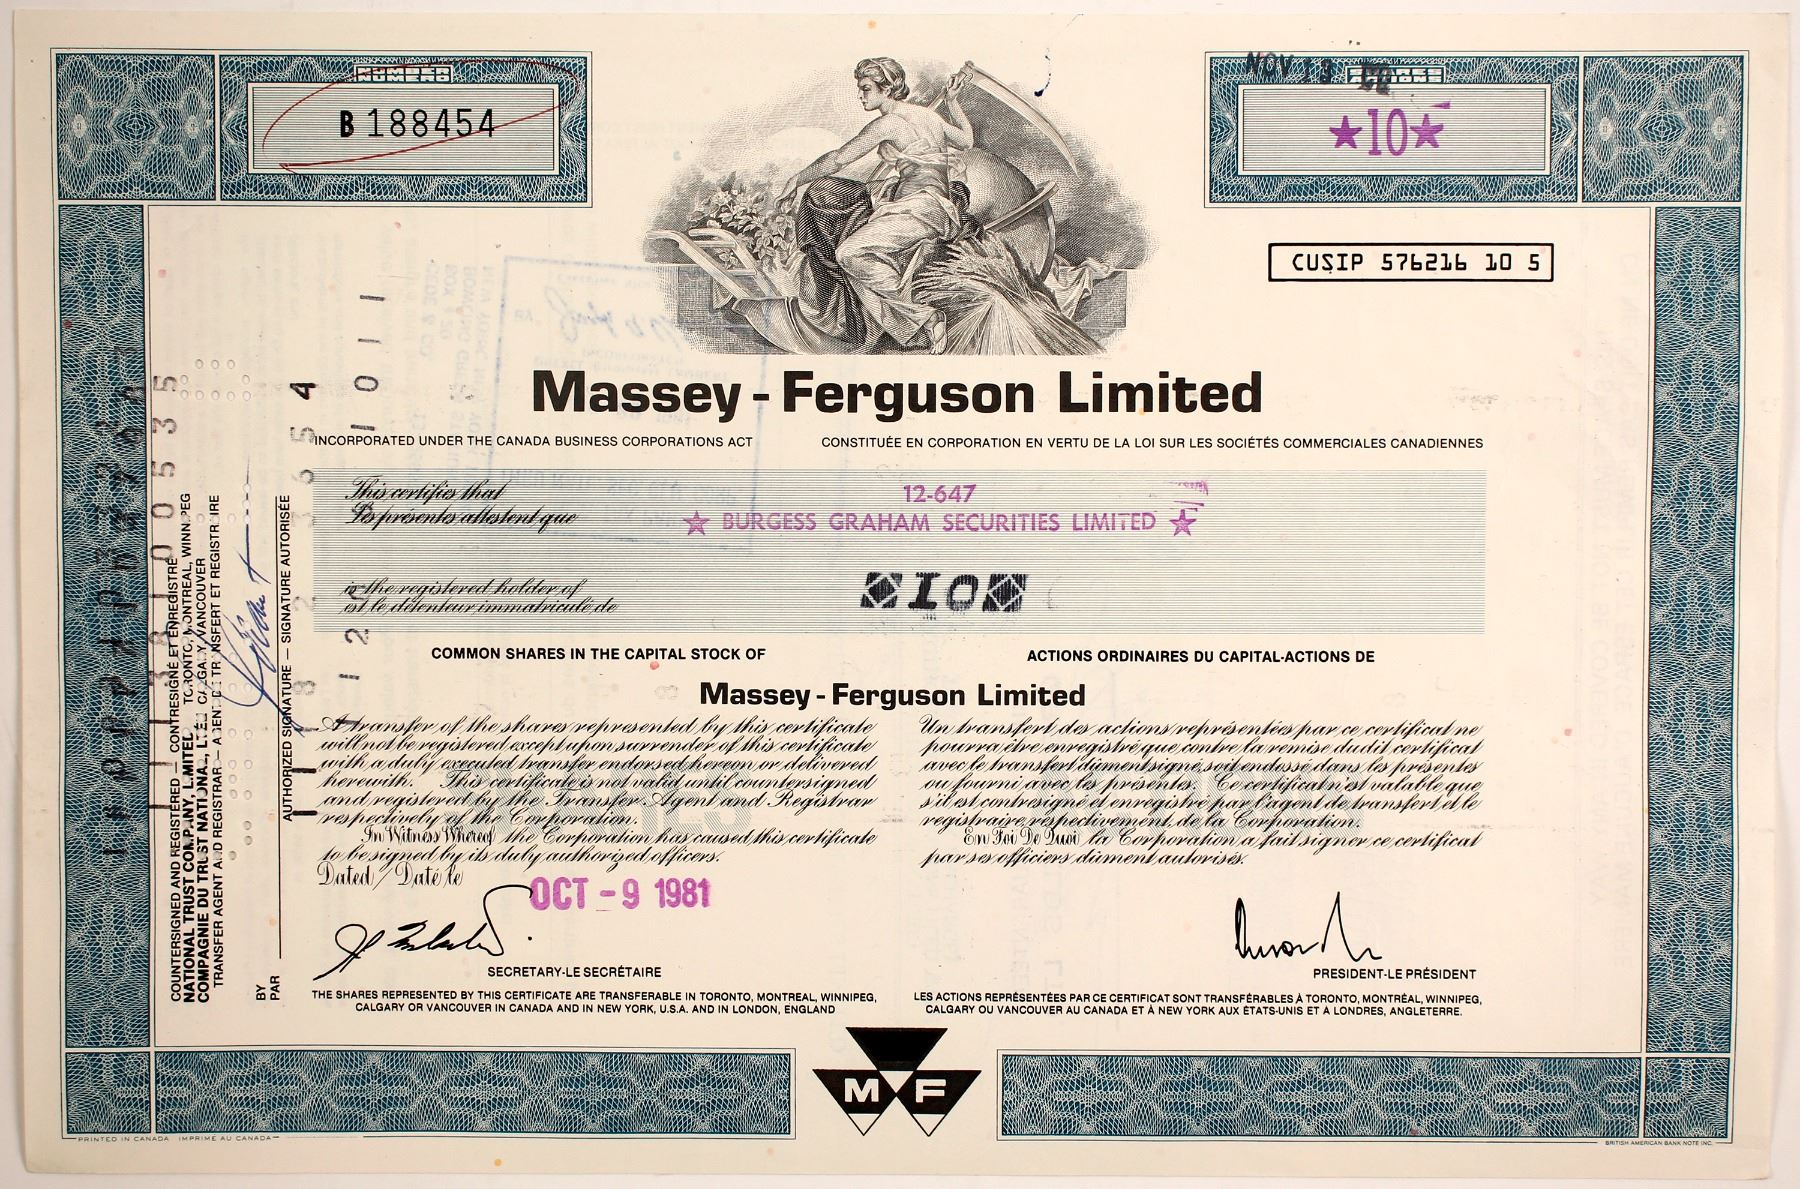 NUMÉRO
B 188454
NOV 13
★10★
CUSIP 576216 10 5
Massey-Ferguson Limited
INCORPORATED UNDER THE CANADA BUSINESS CORPORATIONS ACT
CONSTITUÉE EN CORPORATION EN VERTU DE LA LOI SUR LES SOCIÉTÉS COMMERCIALES CANADIENNES
This certifies that
Les présentes attestent que
12-647
★ BURGESS GRAHAM SECURITIES LIMITED ★
is the registered holder of
est le détenteur immatriculé de
10
COMMON SHARES IN THE CAPITAL STOCK OF
ACTIONS ORDINAIRES DU CAPITAL-ACTIONS DE
Massey-Ferguson Limited
A transfer of the shares represented by this certificate
will not be registered except upon surrender of this certificate
with a duly executed transfer endorsed hereon or delivered
herewith. This certificate is not valid until countersigned
and registered by the Transfer Agent and Registrar
respectively of the Corporation.
In Witness Whereof the Corporation has caused this certificate
to be signed by its duly authorized officers.
Un transfert des actions représentées par ce certificat ne
pourra être enregistré que contre la remise dudit certificat
avec le transfert dûment signé, soit endossé dans les présentes
ou fourni avec les présentes. Ce certificat n'est valable que
s'il est contresigné et enregistré par l'agent de transfert et le
registraire, respectivement, de la Corporation.
En Foi De Quoi la Corporation a fait signer ce certificat
par ses officiers dûment autorisés.
Dated / Daté le
OCT - 9 1981
SECRETARY-LE SECRÉTAIRE
PRESIDENT-LE PRÉSIDENT
THE SHARES REPRESENTED BY THIS CERTIFICATE ARE TRANSFERABLE IN TORONTO, MONTREAL, WINNIPEG,
CALGARY OR VANCOUVER IN CANADA AND IN NEW YORK, U.S.A. AND IN LONDON, ENGLAND
LES ACTIONS REPRÉSENTÉES PAR CE CERTIFICAT SONT TRANSFÉRABLES À TORONTO, MONTRÉAL, WINNIPEG,
CALGARY OU VANCOUVER AU CANADA ET À NEW YORK AUX ÉTATS-UNIS ET A LONDRES, ANGLETERRE.
COUNTERSIGNED AND REGISTERED — CONTRESIGNÉ ET ENREGISTRÉ
NATIONAL TRUST COMPANY, LIMITED TORONTO, MONTREAL, WINNIPEG
COMPAGNIE DU TRUST NATIONAL, LTÉE CALGARY, VANCOUVER
TRANSFER AGENT AND REGISTRAR — AGENT DE TRANSFERT ET REGISTRAIRE
BY
PAR
AUTHORIZED SIGNATURE — SIGNATURE AUTORISÉE
M F
PRINTED IN CANADA IMPRIMÉ AU CANADA
BRITISH AMERICAN BANK NOTE INC.